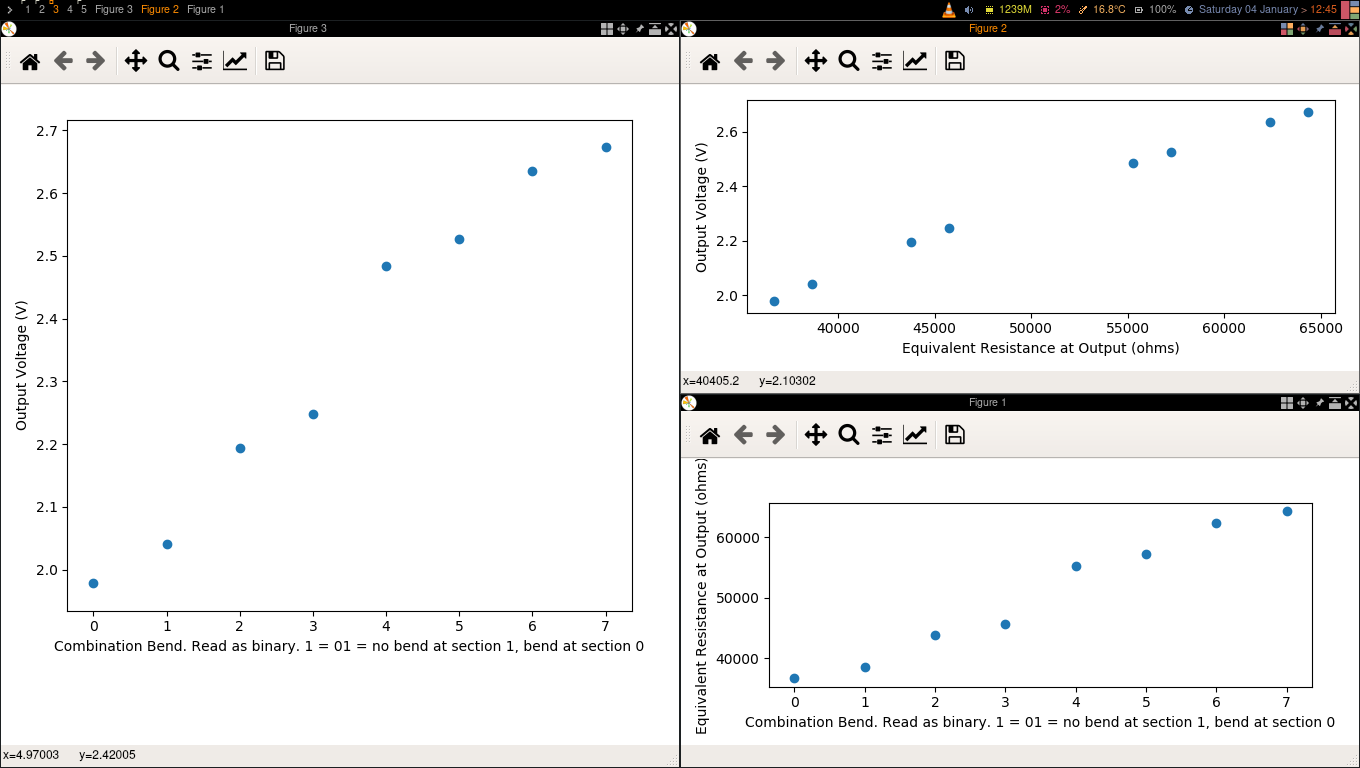 > 1 2 3 4 5 Figure 3 Figure 2 Figure 1 1239M 2% 16.8°C 100% Saturday 04 January > 12:45
Figure 3
2.7
2.6
2.5
2.4
2.3
2.2
2.1
2.0
Output Voltage (V)
0 1 2 3 4 5 6 7
Combination Bend. Read as binary. 1 = 01 = no bend at section 1, bend at section 0
x=4.97003 y=2.42005
Figure 2
2.6
2.4
2.2
2.0
Output Voltage (V)
40000 45000 50000 55000 60000 65000
Equivalent Resistance at Output (ohms)
x=40405.2 y=2.10302
Figure 1
60000
50000
40000
Equivalent Resistance at Output (ohms)
0 1 2 3 4 5 6 7
Combination Bend. Read as binary. 1 = 01 = no bend at section 1, bend at section 0